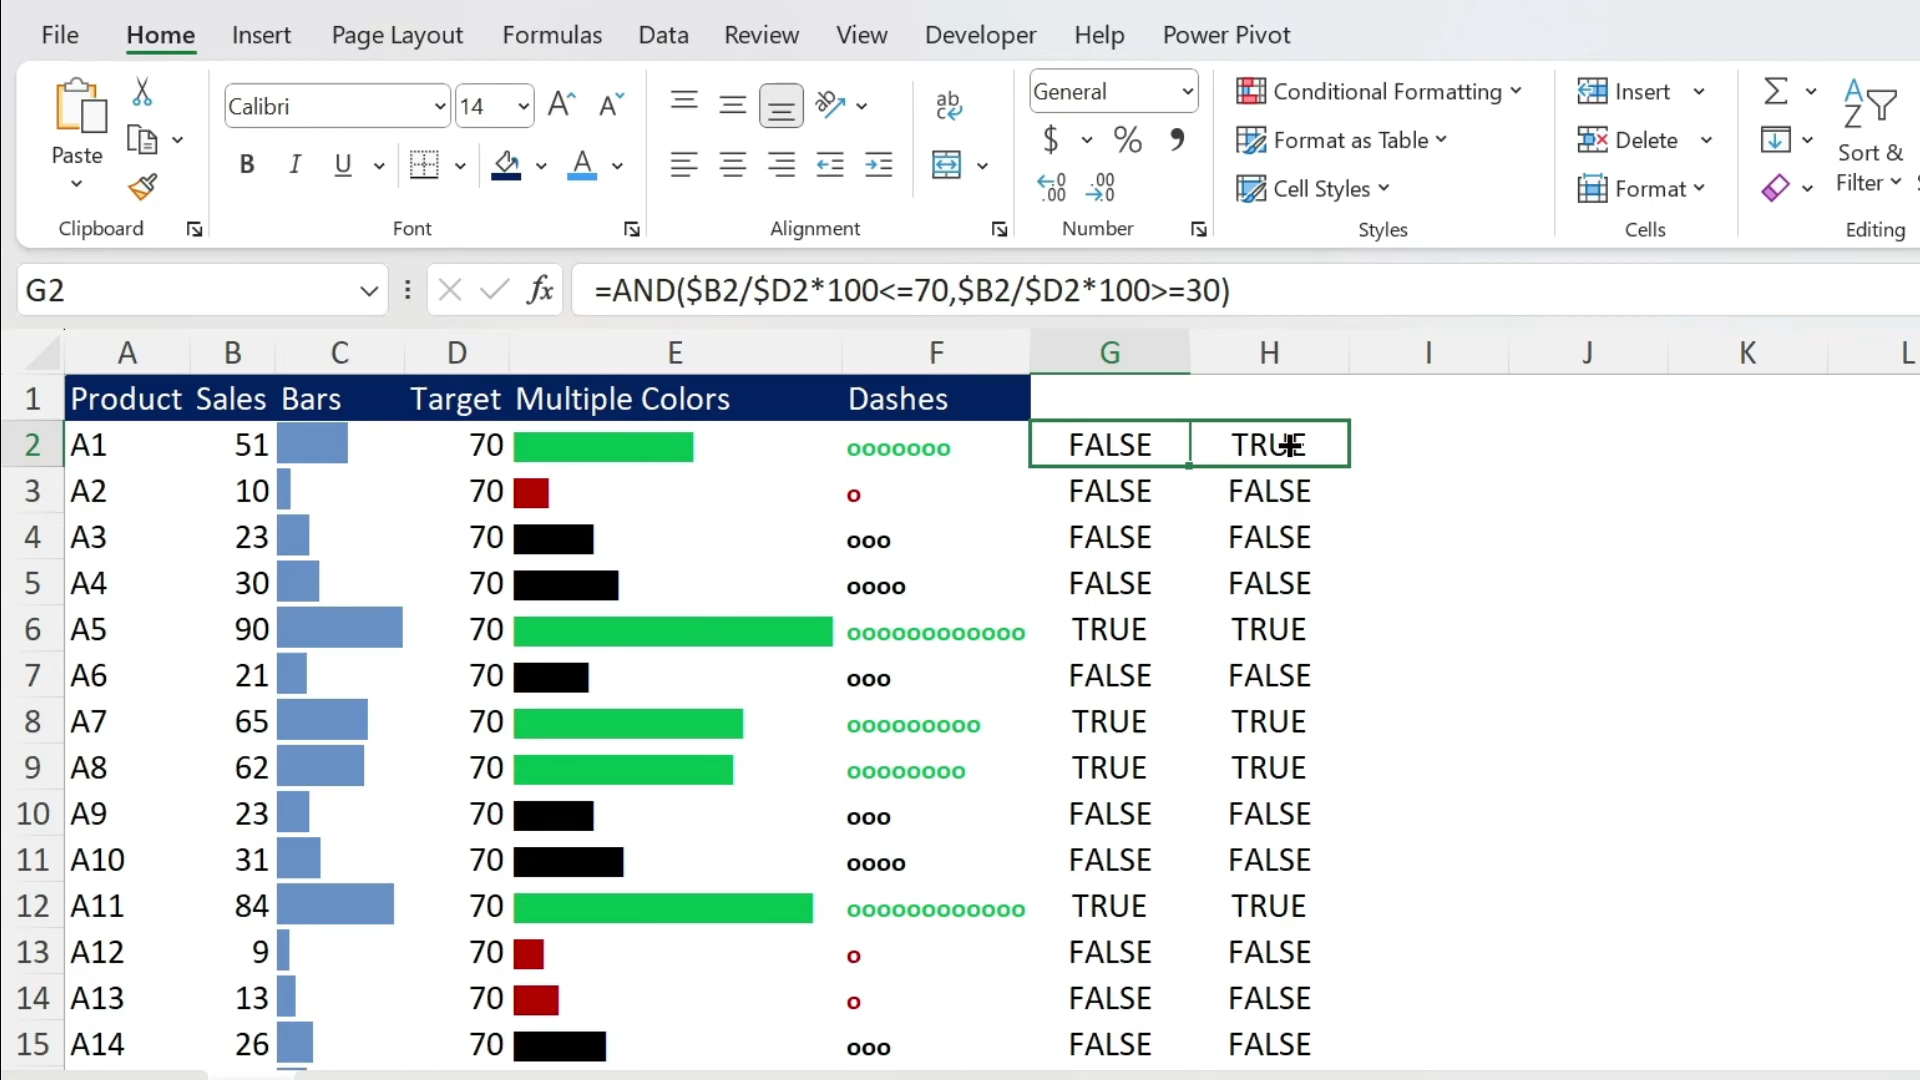 File Home Insert Page Layout Formulas Data Review View Developer Help Power Pivot
Paste
Calibri 14
B I U A
ab
General
$ % 9
Conditional Formatting
Format as Table
Cell Styles
Insert
Delete
Format
Sort &
Filter
Clipboard Font Alignment Number Styles Cells Editing
G2 fx =AND($B2/$D2*100<=70,$B2/$D2*100>=30)
A B C D E F G H I J K L
1 Product Sales Bars Target Multiple Colors Dashes
2 A1 51 70 ooooooo FALSE TRUE
3 A2 10 70 o FALSE FALSE
4 A3 23 70 ooo FALSE FALSE
5 A4 30 70 oooo FALSE FALSE
6 A5 90 70 oooooooooooo TRUE TRUE
7 A6 21 70 ooo FALSE FALSE
8 A7 65 70 ooooooooo TRUE TRUE
9 A8 62 70 oooooooo TRUE TRUE
10 A9 23 70 ooo FALSE FALSE
11 A10 31 70 oooo FALSE FALSE
12 A11 84 70 oooooooooooo TRUE TRUE
13 A12 9 70 o FALSE FALSE
14 A13 13 70 o FALSE FALSE
15 A14 26 70 ooo FALSE FALSE